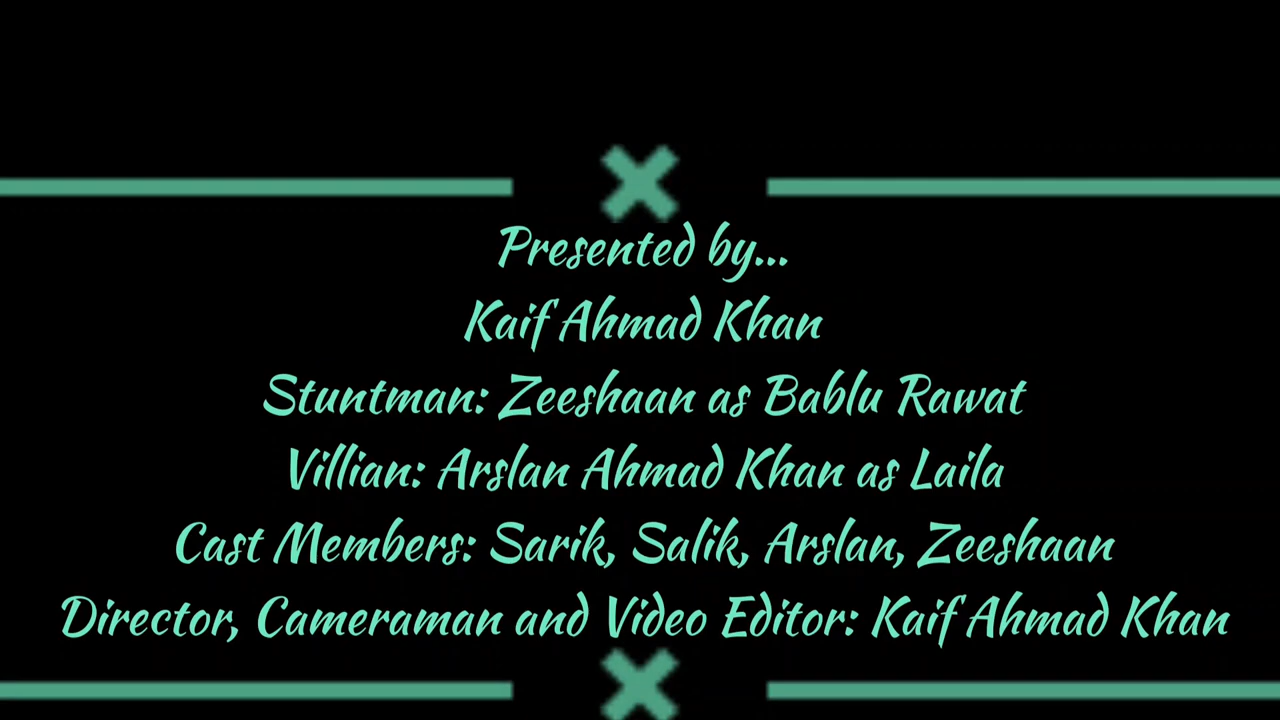 Presented by...
Kaif Ahmad Khan
Stuntman: Zeeshaan as Bablu Rawat
Villian: Arslan Ahmad Khan as Laila
Cast Members: Sarik, Salik, Arslan, Zeeshaan
Director, Cameraman and Video Editor: Kaif Ahmad Khan